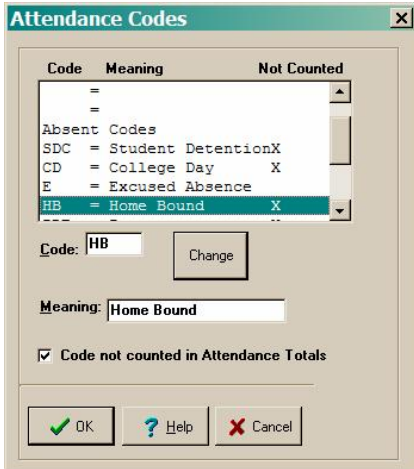 Attendance Codes
Code Meaning Not Counted
=
=
Absent Codes
SDC = Student DetentionX
CD = College Day X
E = Excused Absence
HB = Home Bound X
Code: HB
Change
Meaning: Home Bound
Code not counted in Attendance Totals
OK Help Cancel